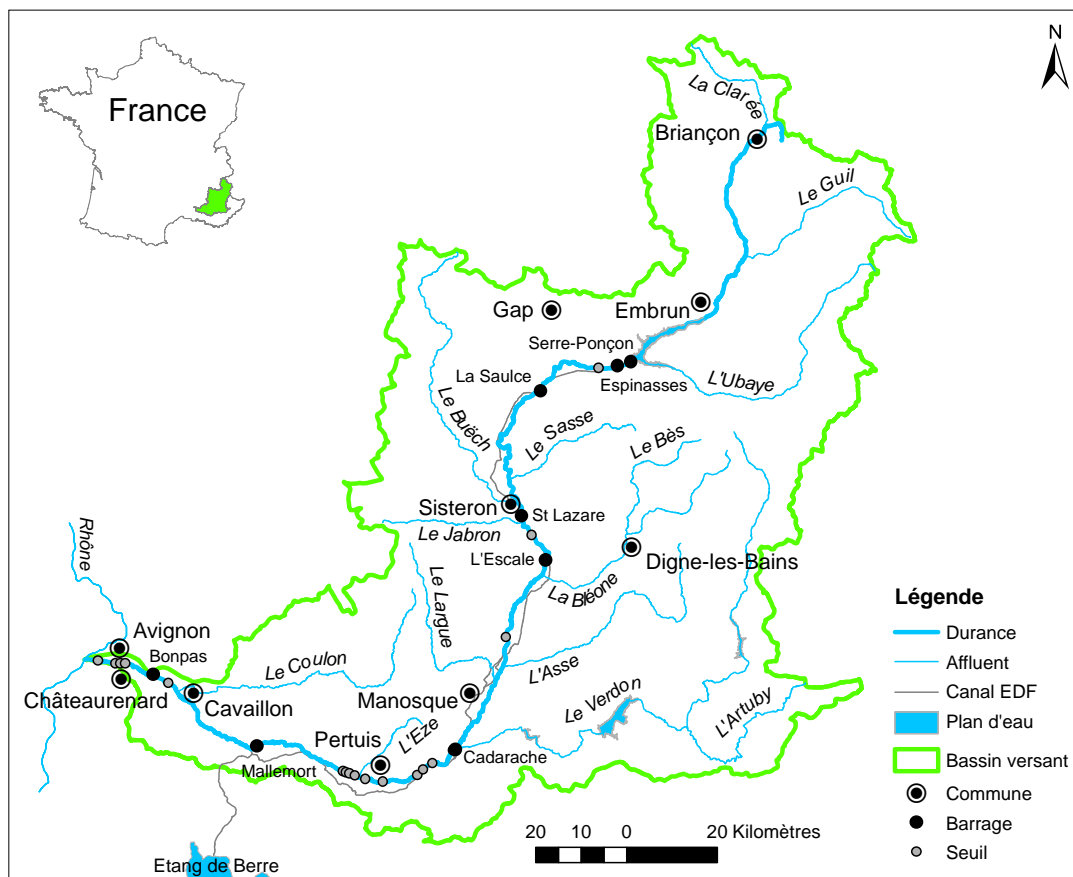 N
France
La Clarée
Briançon
Le Guil
Gap
Embrun
Serre-Ponçon
Espinasses
L'Ubaye
La Saulce
Le Buëch
Le Sasse
Le Bès
Sisteron
St Lazare
Le Jabron
L'Escale
Digne-les-Bains
La Bléone
Rhône
Le Largue
Avignon
Bonpas
Le Coulon
L'Asse
Châteaurenard
Cavaillon
Manosque
Le Verdon
L'Artuby
Pertuis
L'Eze
Mallemort
Cadarache
Etang de Berre
20 10 0 20 Kilomètres
Légende
Durance
Affluent
Canal EDF
Plan d'eau
Bassin versant
Commune
Barrage
Seuil